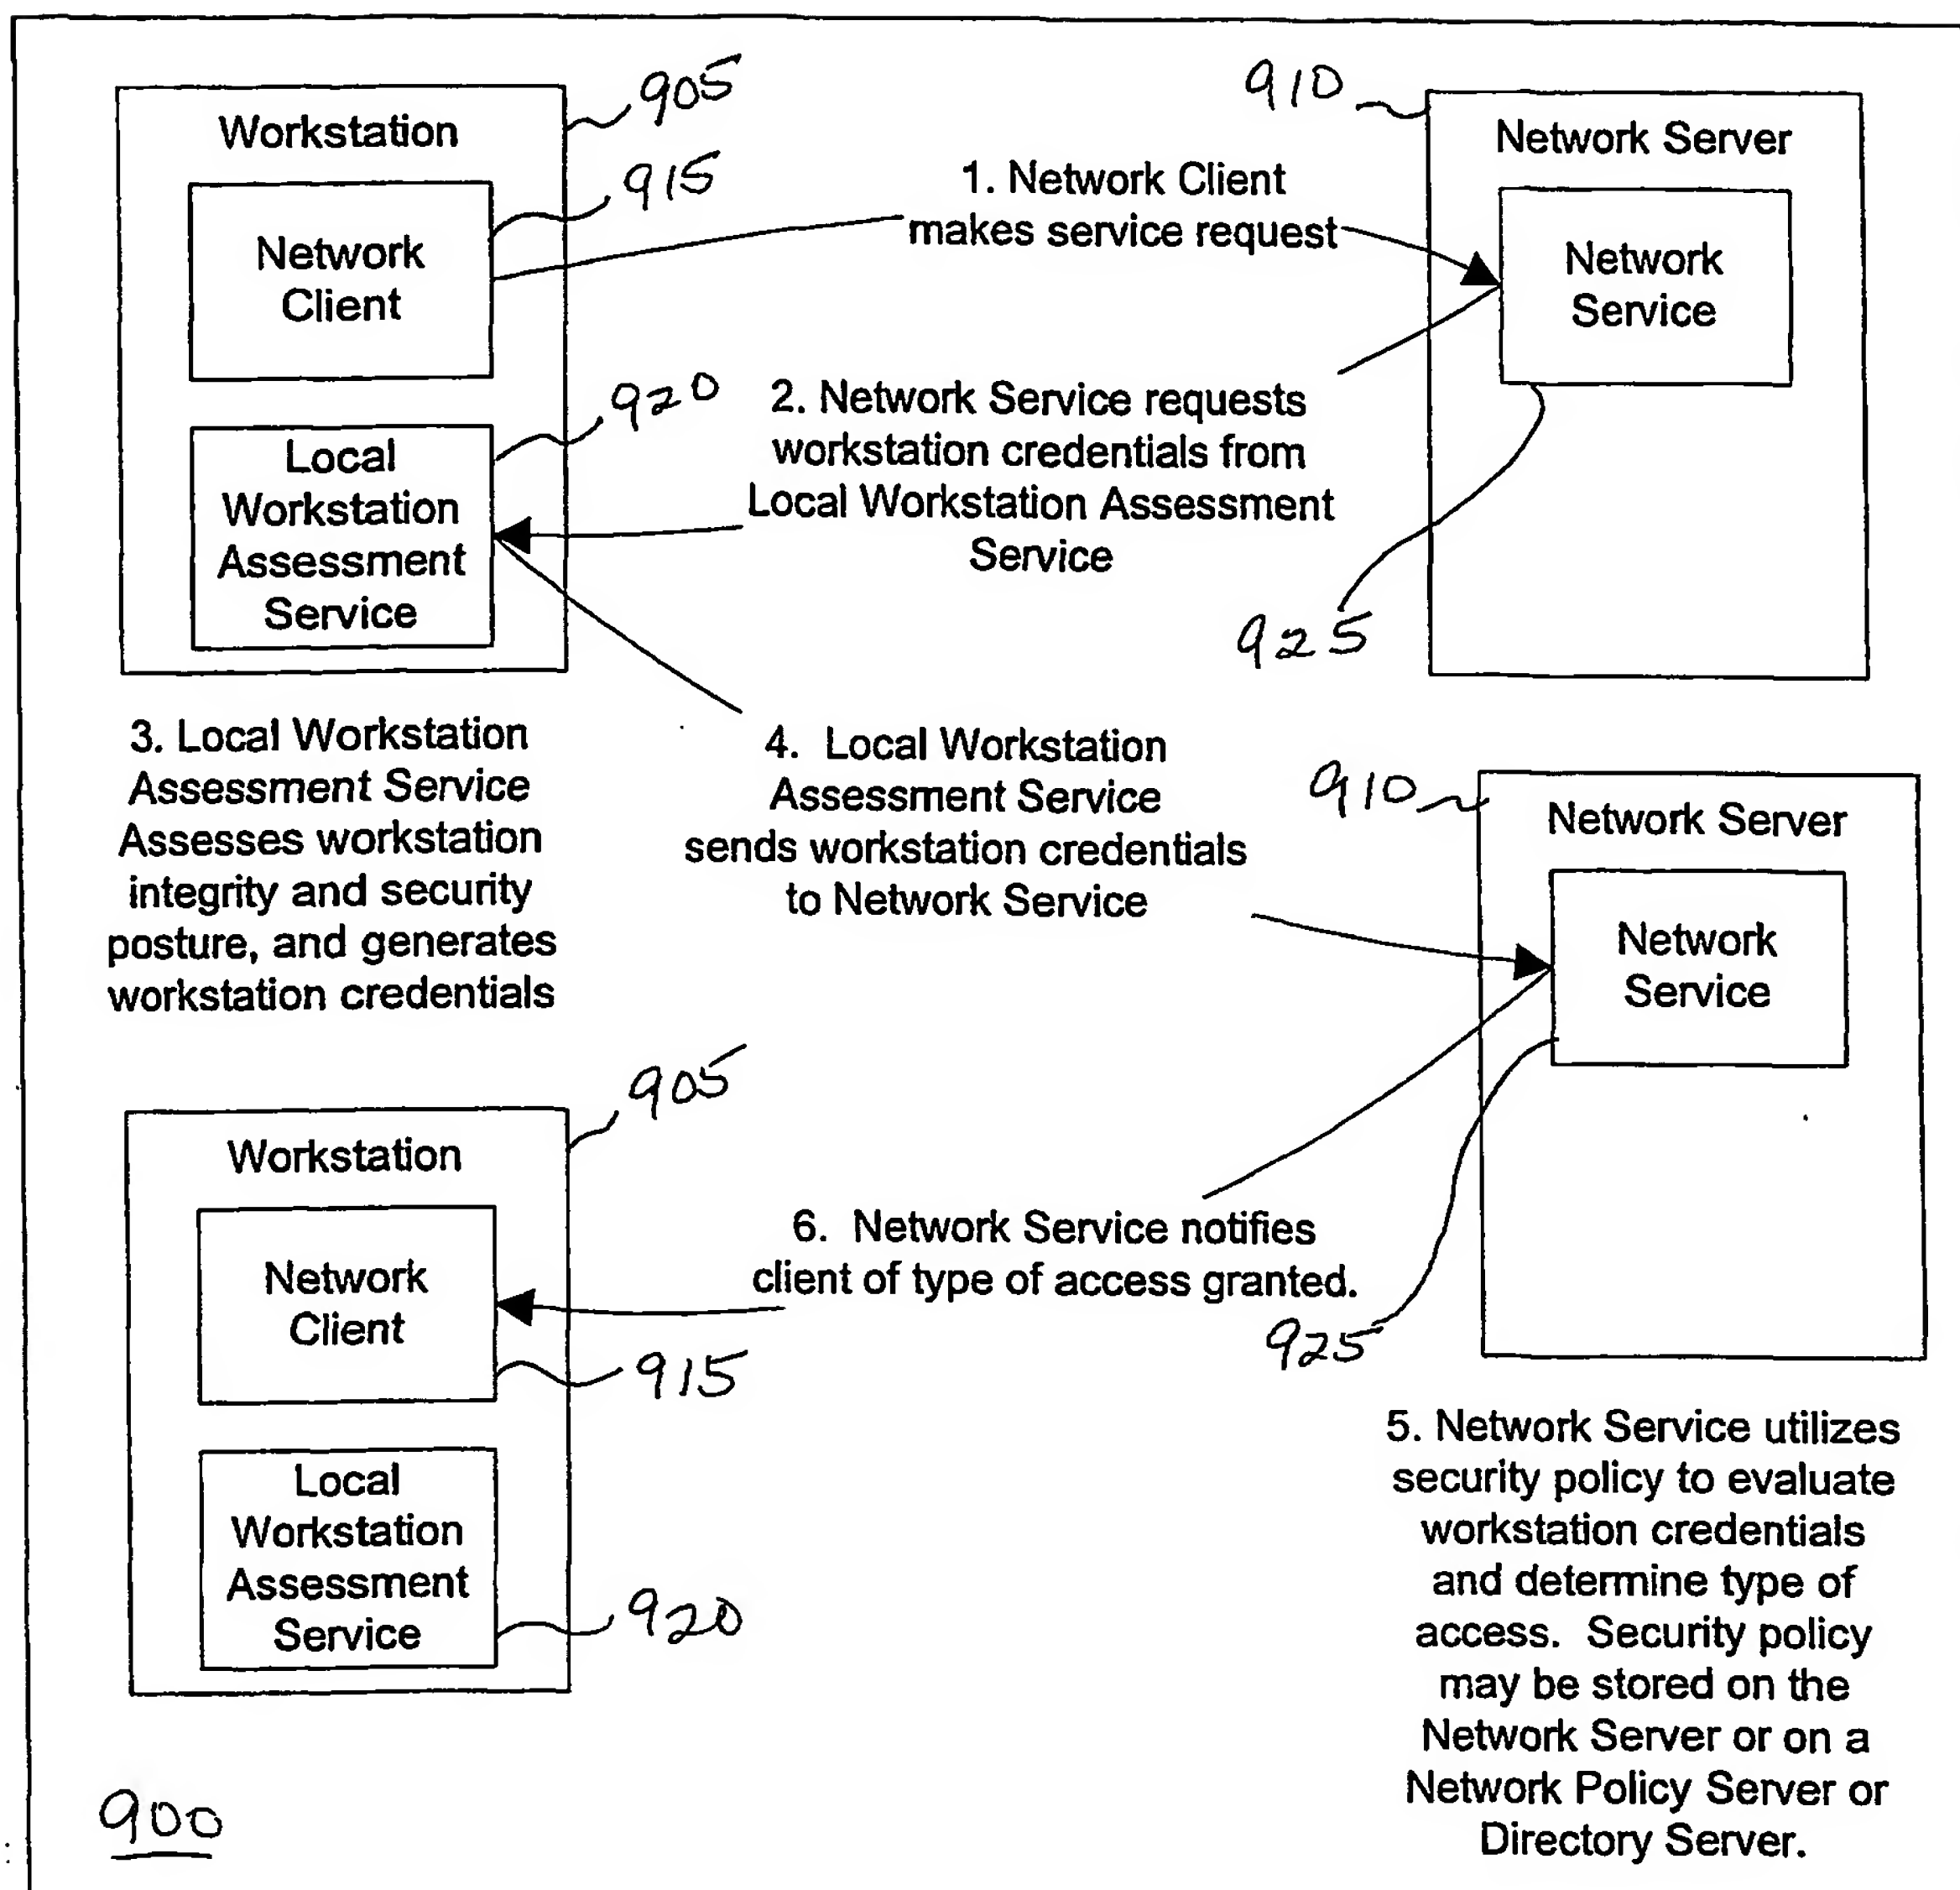 905
Workstation
915
Network
Client
920
Local
Workstation
Assessment
Service
1. Network Client
makes service request
910
Network Server
Network
Service
925
2. Network Service requests
workstation credentials from
Local Workstation Assessment
Service
3. Local Workstation
Assessment Service
Assesses workstation
integrity and security
posture, and generates
workstation credentials
4. Local Workstation
Assessment Service
sends workstation credentials
to Network Service
910
Network Server
Network
Service
925
905
Workstation
Network
Client
915
Local
Workstation
Assessment
Service
920
6. Network Service notifies
client of type of access granted.
5. Network Service utilizes
security policy to evaluate
workstation credentials
and determine type of
access. Security policy
may be stored on the
Network Server or on a
Network Policy Server or
Directory Server.
900